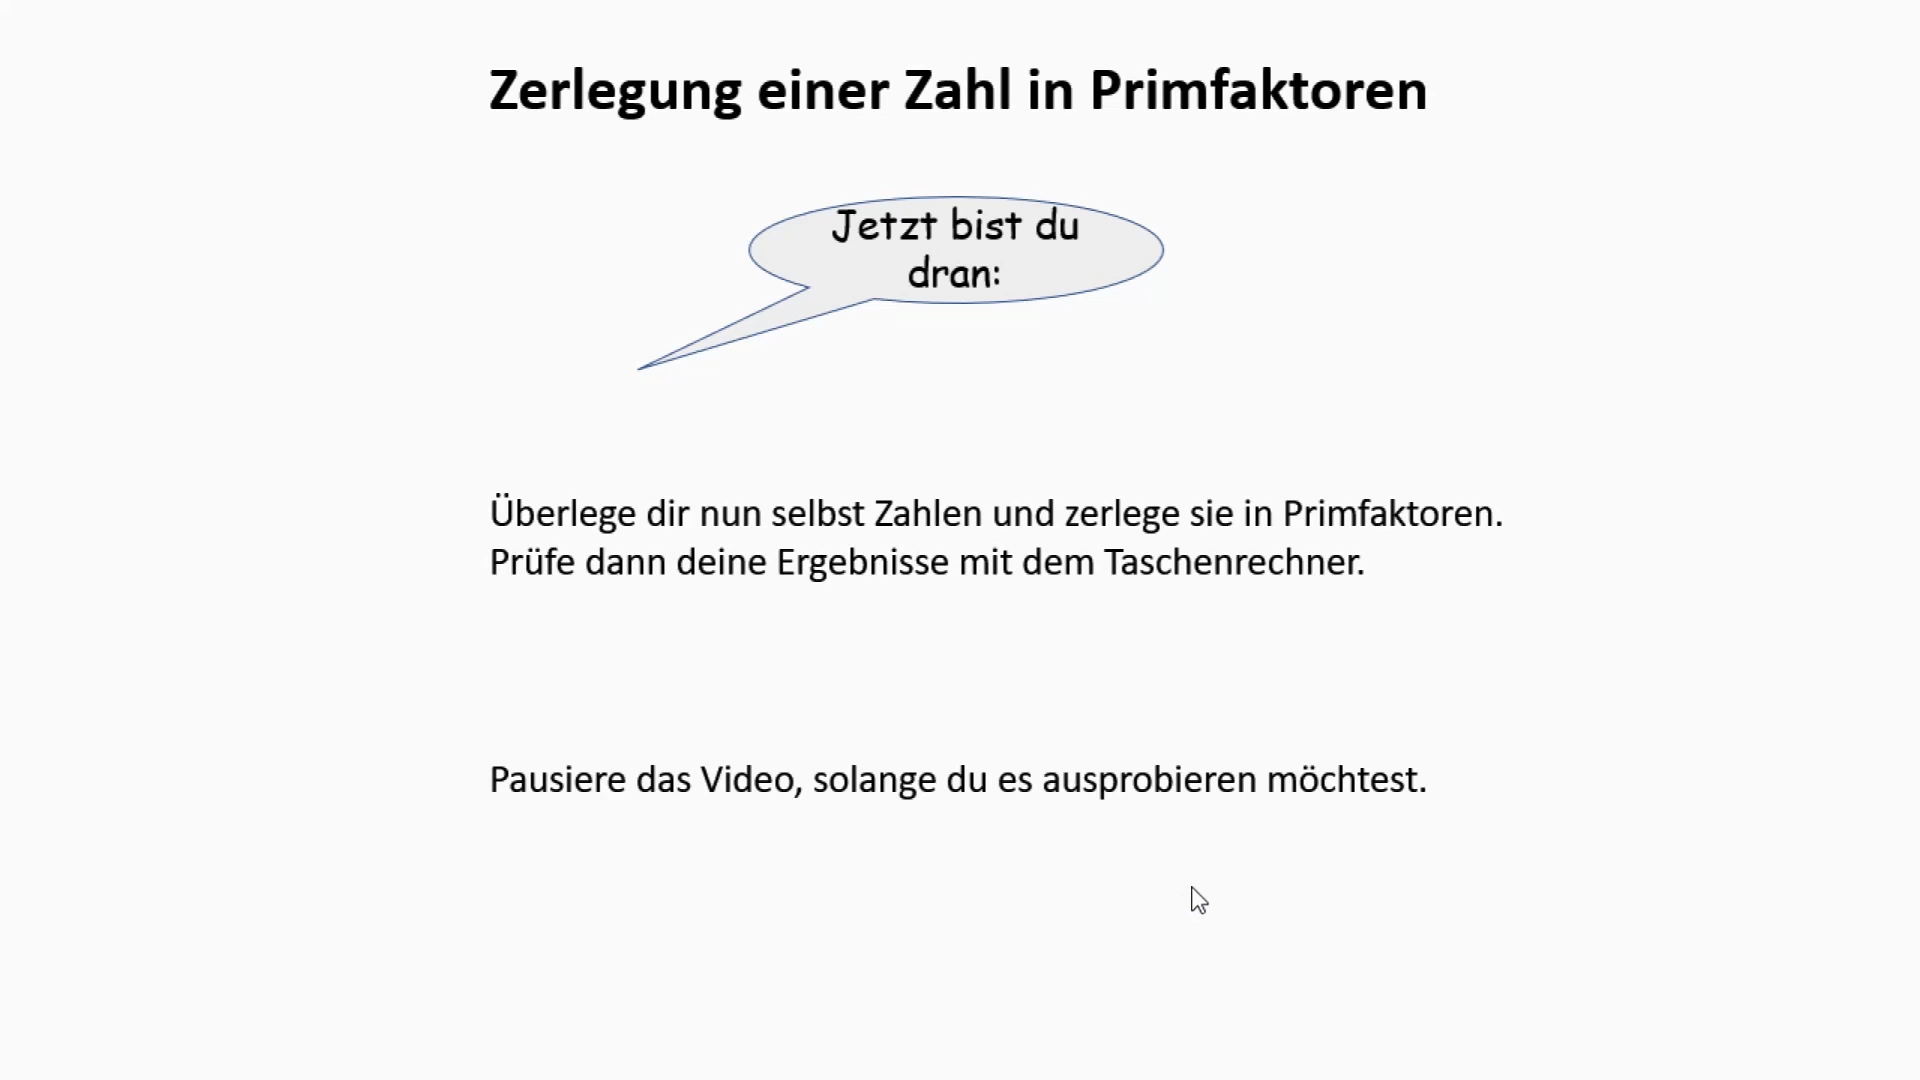 Zerlegung einer Zahl in Primfaktoren
Jetzt bist du
dran:
Überlege dir nun selbst Zahlen und zerlege sie in Primfaktoren.
Prüfe dann deine Ergebnisse mit dem Taschenrechner.
Pausiere das Video, solange du es ausprobieren möchtest.